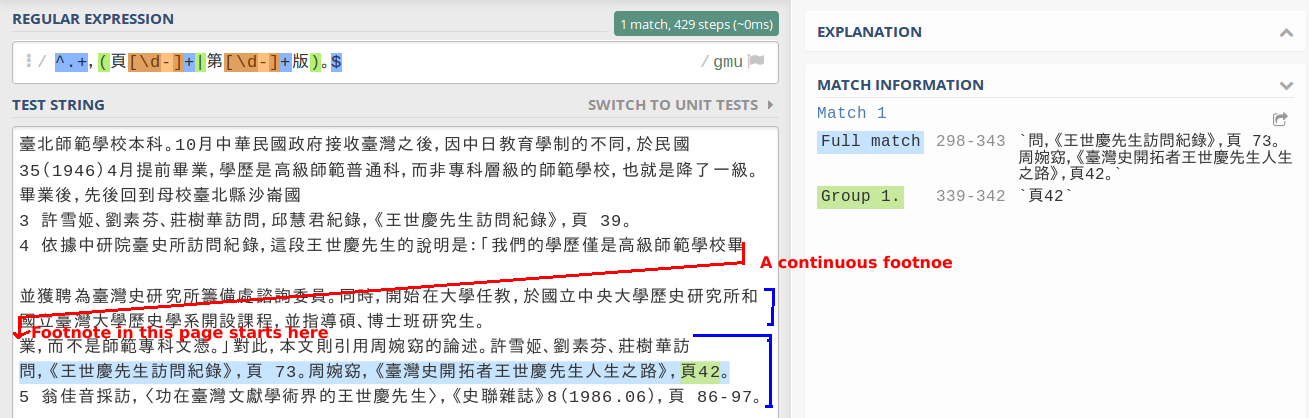 REGULAR EXPRESSION
1 match, 429 steps (~0ms)
/ ^.+，(頁[\d-]+|第[\d-]+版)。$ / gmu
TEST STRING
SWITCH TO UNIT TESTS
臺北師範學校本科。10月中華民國政府接收臺灣之後，因中日教育學制的不同，於民國
35(1946)4月提前畢業，學歷是高級師範普通科，而非專科層級的師範學校，也就是降了一級。
畢業後，先後回到母校臺北縣沙崙國
3 許雪姬、劉素芬、莊樹華訪問，邱慧君紀錄，《王世慶先生訪問紀錄》，頁 39。
4 依據中研院臺史所訪問紀錄，這段王世慶先生的說明是：「我們的學歷僅是高級師範學校畢
A continuous footnoe
並獲聘為臺灣史研究所籌備處諮詢委員。同時，開始在大學任教，於國立中央大學歷史研究所和
國立臺灣大學歷史學系開設課程，並指導碩、博士班研究生。
Footnote in this page starts here
業，而不是師範專科文憑。」對此，本文則引用周婉窈的論述。許雪姬、劉素芬、莊樹華訪
問，《王世慶先生訪問紀錄》，頁 73。周婉窈，《臺灣史開拓者王世慶先生人生之路》，頁42。
5 翁佳音採訪，〈功在臺灣文獻學術界的王世慶先生〉，《史聯雜誌》8(1986.06)，頁 86-97。
EXPLANATION
MATCH INFORMATION
Match 1
Full match 298-343 `問，《王世慶先生訪問紀錄》，頁 73。
周婉窈，《臺灣史開拓者王世慶先生人生
之路》，頁42。`
Group 1. 339-342 `頁42`